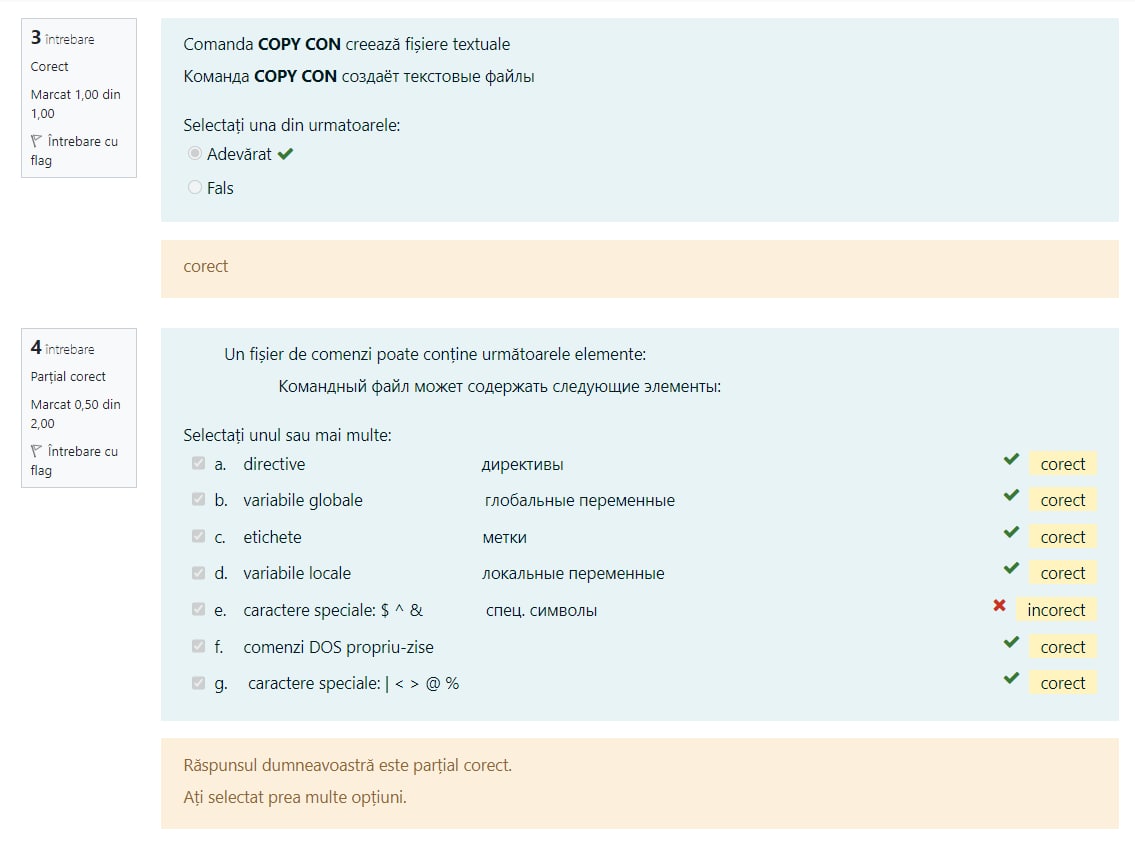 3 întrebare
Corect
Marcat 1,00 din
1,00
Întrebare cu
flag
Comanda COPY CON creează fișiere textuale
Команда COPY CON создаёт текстовые файлы
Selectați una din urmatoarele:
Adevărat
Fals
corect
4 întrebare
Parțial corect
Marcat 0,50 din
2,00
Întrebare cu
flag
Un fișier de comenzi poate conține următoarele elemente:
Командный файл может содержать следующие элементы:
Selectați unul sau mai multe:
a. directive директивы corect
b. variabile globale глобальные переменные corect
c. etichete метки corect
d. variabile locale локальные переменные corect
e. caractere speciale: $ ^ & спец. символы incorect
f. comenzi DOS propriu-zise corect
g. caractere speciale: | < > @ % corect
Răspunsul dumneavoastră este parțial corect.
Ați selectat prea multe opțiuni.